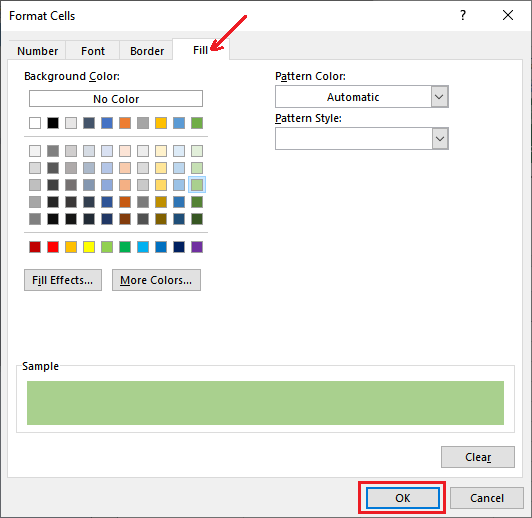 Format Cells
?
Number Font Border Fill
Background Color:
No Color
Pattern Color:
Automatic
Pattern Style:
Fill Effects...
More Colors...
Sample
Clear
OK
Cancel